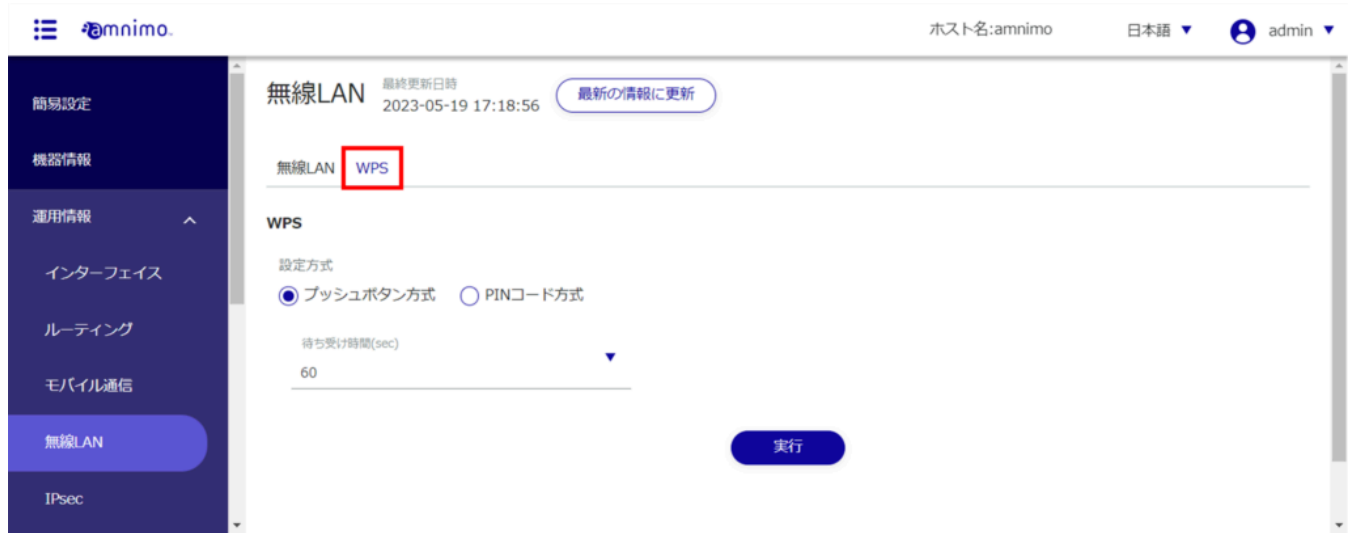 amnimo
ホスト名:amnimo
日本語
admin
簡易設定
機器情報
運用情報
インターフェイス
ルーティング
モバイル通信
無線LAN
IPsec
無線LAN
最終更新日時
2023-05-19 17:18:56
最新の情報に更新
無線LAN WPS
WPS
設定方式
プッシュボタン方式 PINコード方式
待ち受け時間(sec)
60
実行